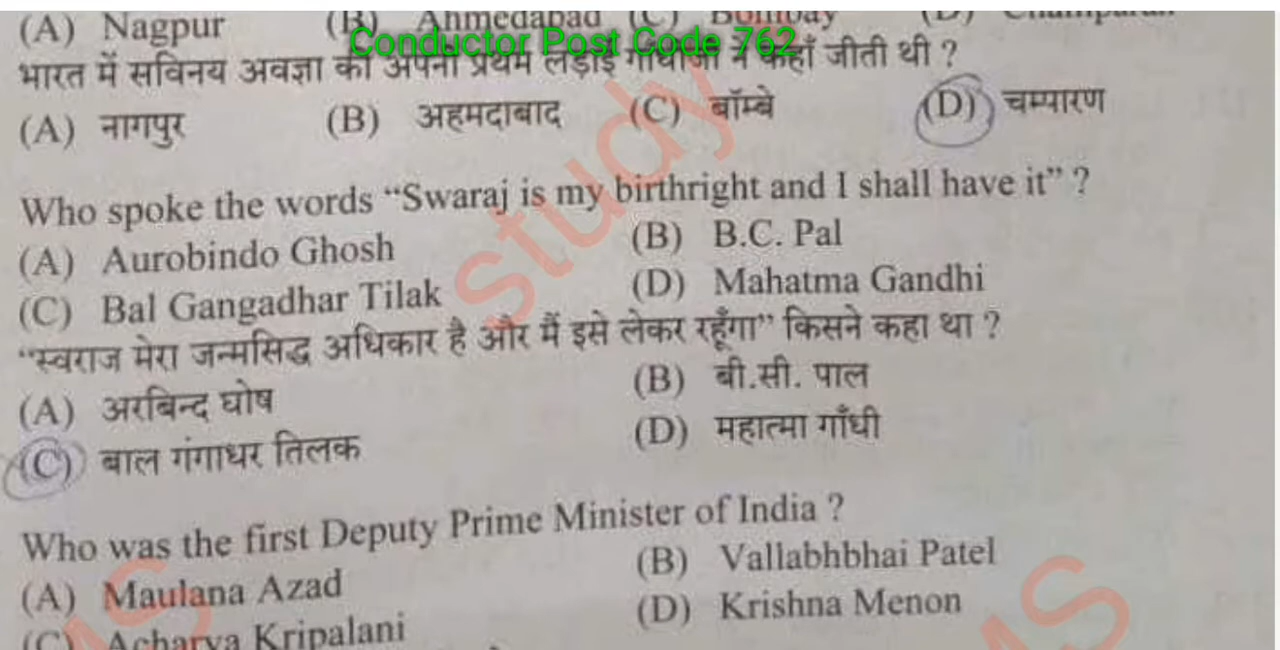 (A) Nagpur (B) Ahmedabad (C) Bombay (D) Champaran
Conductor Post Code 762
भारत में सविनय अवज्ञा की अपनी प्रथम लड़ाई गाँधीजी ने कहाँ जीती थी ?
(A) नागपुर (B) अहमदाबाद (C) बॉम्बे (D) चम्पारण
study
Who spoke the words “Swaraj is my birthright and I shall have it” ?
(A) Aurobindo Ghosh (B) B.C. Pal
(C) Bal Gangadhar Tilak (D) Mahatma Gandhi
“स्वराज मेरा जन्मसिद्ध अधिकार है और मैं इसे लेकर रहूँगा” किसने कहा था ?
(A) अरबिन्द घोष (B) बी.सी. पाल
(C) बाल गंगाधर तिलक (D) महात्मा गाँधी
Who was the first Deputy Prime Minister of India ?
(A) Maulana Azad (B) Vallabhbhai Patel
(C) Acharya Kripalani (D) Krishna Menon